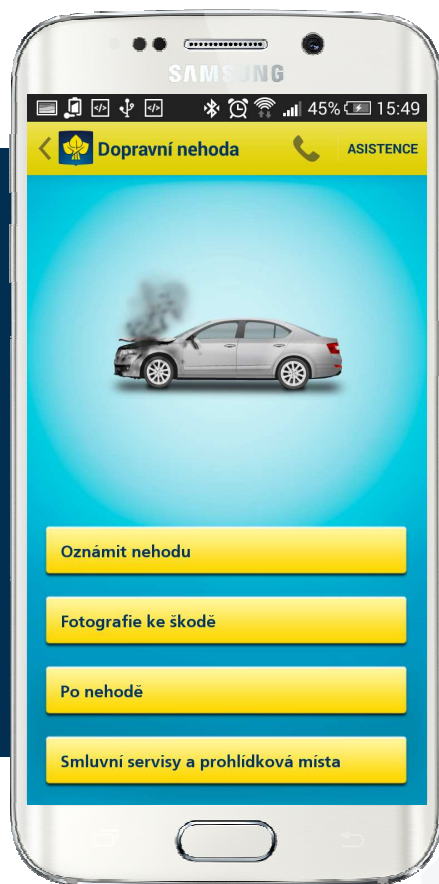 SAMSUNG
45% 15:49
Dopravní nehoda ASISTENCE
Oznámit nehodu
Fotografie ke škodě
Po nehodě
Smluvní servisy a prohlídková místa